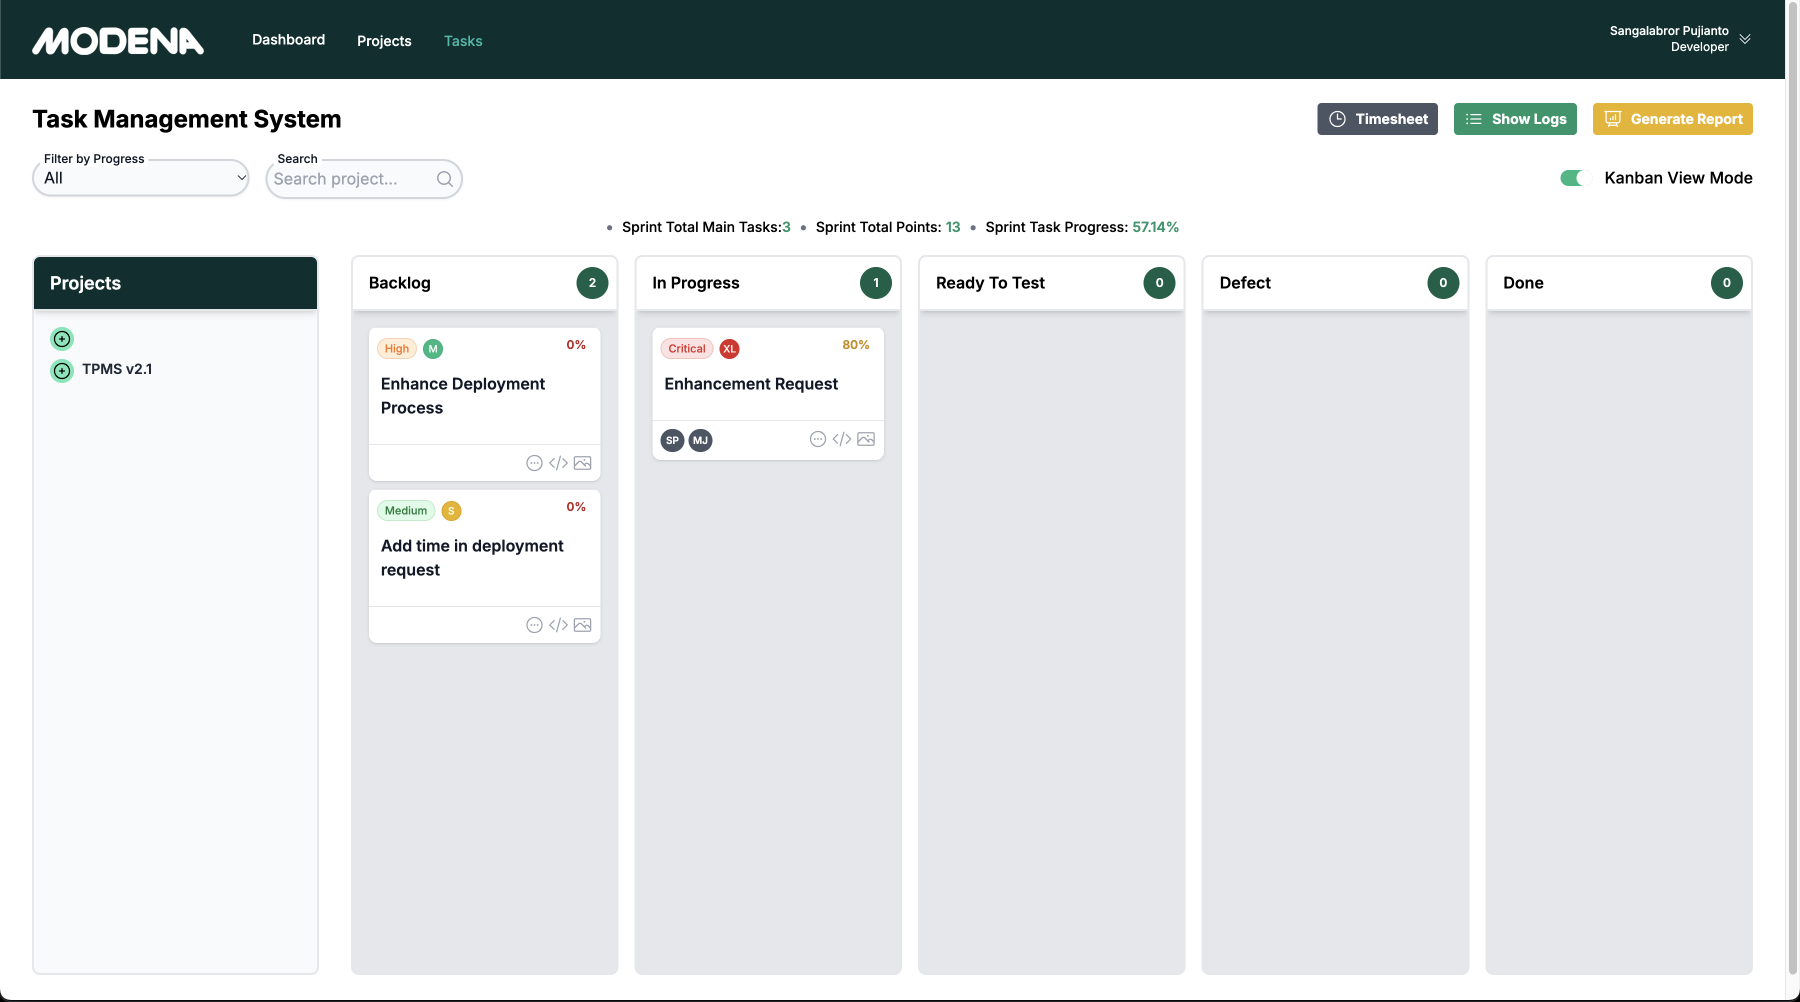 MODENA
Dashboard
Projects
Tasks
Sangalabror Pujianto
Developer
Task Management System
Timesheet
Show Logs
Generate Report
Filter by Progress
All
Search
Search project...
Kanban View Mode
Sprint Total Main Tasks:3
Sprint Total Points: 13
Sprint Task Progress: 57.14%
Projects
TPMS v2.1
Backlog
2
High
M
0%
Enhance Deployment
Process
Medium
S
0%
Add time in deployment
request
In Progress
1
Critical
XL
80%
Enhancement Request
SP
MJ
Ready To Test
0
Defect
0
Done
0